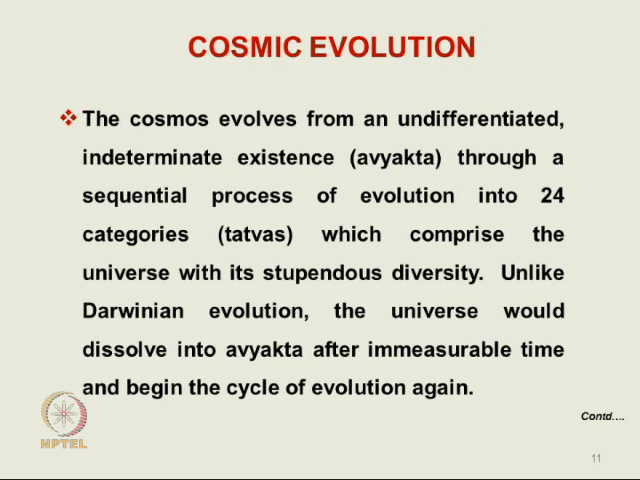 COSMIC EVOLUTION
❖ The cosmos evolves from an undifferentiated,
indeterminate existence (avyakta) through a
sequential process of evolution into 24
categories (tatvas) which comprise the
universe with its stupendous diversity. Unlike
Darwinian evolution, the universe would
dissolve into avyakta after immeasurable time
and begin the cycle of evolution again.
Contd....
NPTEL
11